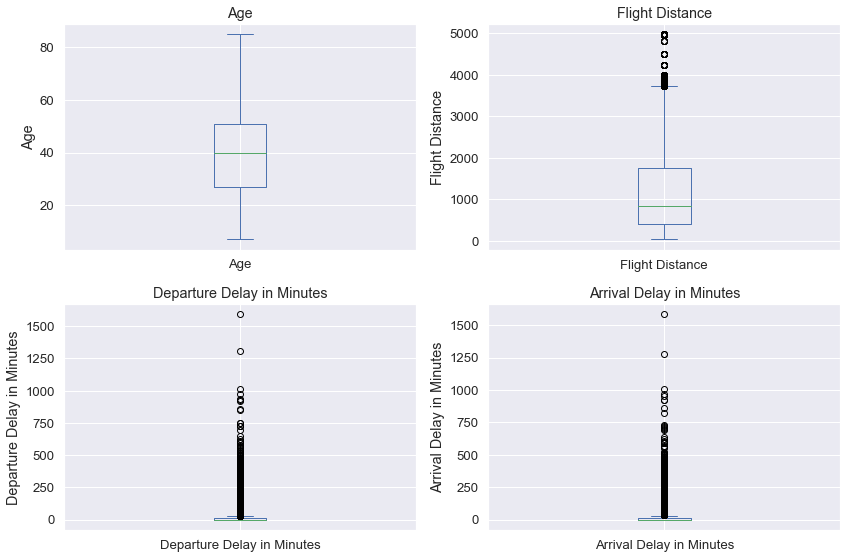 Age
80
60
40
20
Age
Age
Flight Distance
5000
4000
3000
2000
1000
0
Flight Distance
Flight Distance
Departure Delay in Minutes
1500
1250
1000
750
500
250
0
Departure Delay in Minutes
Departure Delay in Minutes
Arrival Delay in Minutes
1500
1250
1000
750
500
250
0
Arrival Delay in Minutes
Arrival Delay in Minutes